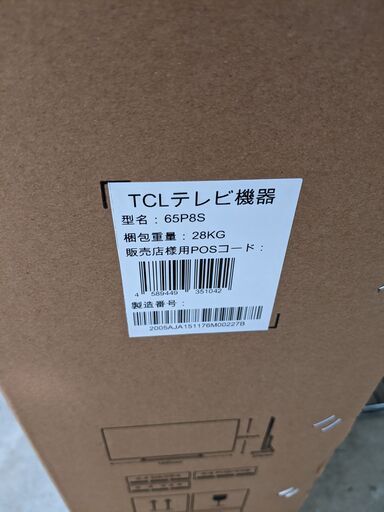 TCLテレビ機器
型名：65P8S
梱包重量：28KG
販売店様用POSコード：
4 589449 351042
製造番号：
2005AJA151176M00227B